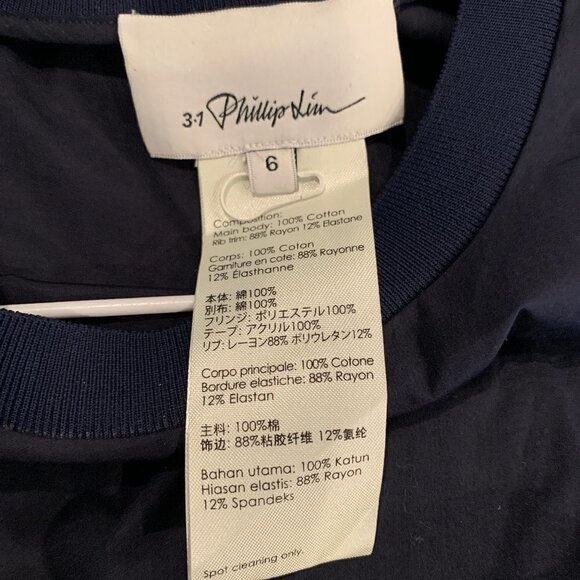 3·1 Phillip Lim
6
Composition:
Main body: 100% Cotton
Rib trim: 88% Rayon 12% Elastane
Corps: 100% Coton
Garniture en cote: 88% Rayonne
12% Élasthanne
本体: 綿100%
別布: 綿100%
フリンジ: ポリエステル100%
テープ: アクリル100%
リブ: レーヨン88% ポリウレタン12%
Corpo principale: 100% Cotone
Bordure elastiche: 88% Rayon
12% Elastan
主料: 100%棉
饰边: 88%粘胶纤维 12%氨纶
Bahan utama: 100% Katun
Hiasan elastis: 88% Rayon
12% Spandeks
Spot cleaning only.